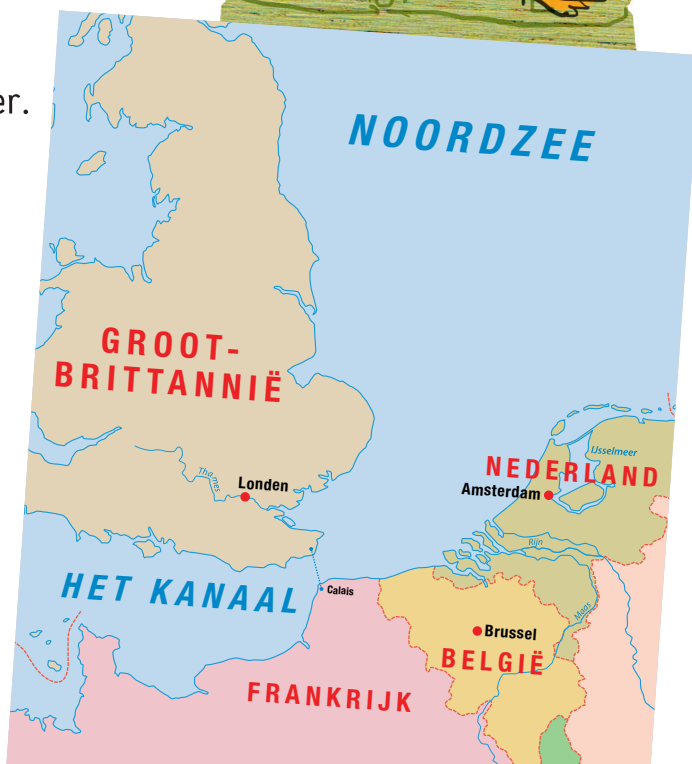 er.
NOORDZEE
GROOT-
BRITTANNIË
IJsselmeer
NEDERLAND
Amsterdam
Thames
Londen
Rijn
HET KANAAL
Calais
Maas
Brussel
BELGIË
FRANKRIJK